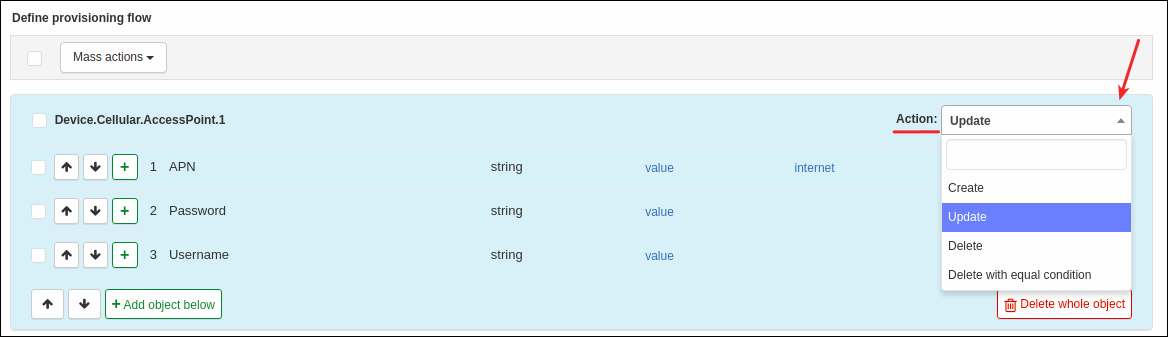 Define provisioning flow
Mass actions
Device.Cellular.AccessPoint.1 Action: Update
1 APN string value internet
Create
Update
2 Password string value
Delete
3 Username string value
Delete with equal condition
+ Add object below Delete whole object